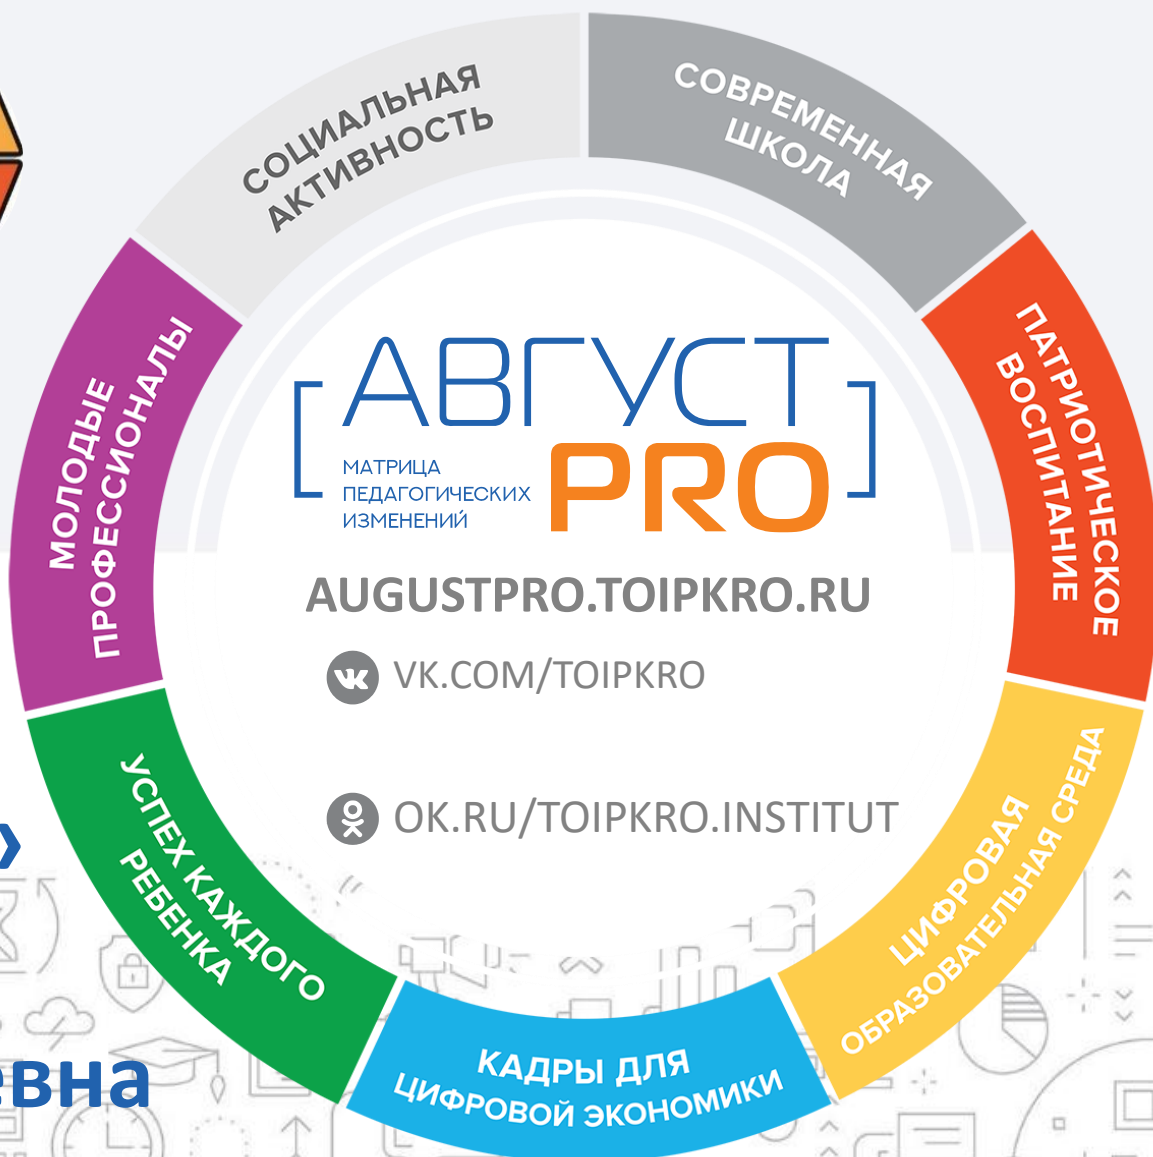 СОЦИАЛЬНАЯ
АКТИВНОСТЬ
СОВРЕМЕННАЯ
ШКОЛА
ПАТРИОТИЧЕСКОЕ
ВОСПИТАНИЕ
МОЛОДЫЕ
ПРОФЕССИОНАЛЫ
[АВГУСТ
PRO]
МАТРИЦА
ПЕДАГОГИЧЕСКИХ
ИЗМЕНЕНИЙ
AUGUSTPRO.TOIPKRO.RU
VK.COM/TOIPKRO
OK.RU/TOIPKRO.INSTITUT
УСПЕХ КАЖДОГО
РЕБЕНКА
ЦИФРОВАЯ
ОБРАЗОВАТЕЛЬНАЯ СРЕДА
КАДРЫ ДЛЯ
ЦИФРОВОЙ ЭКОНОМИКИ
»